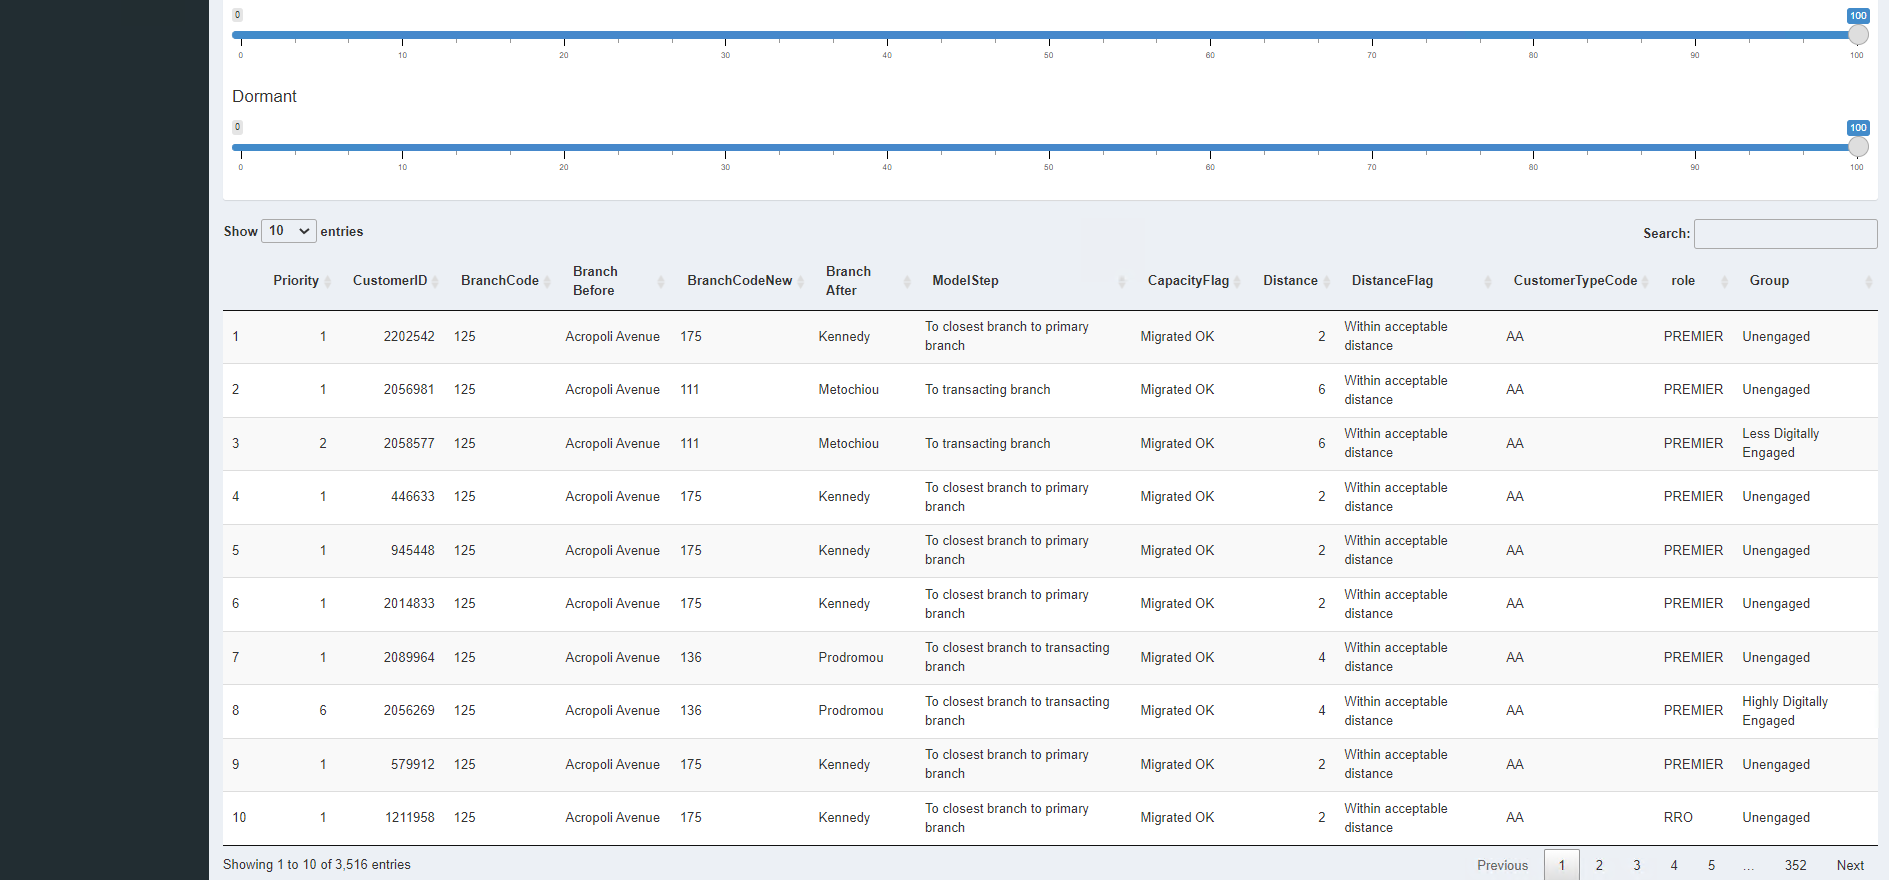 0 100
0 10 20 30 40 50 60 70 80 90 100
Dormant
0 100
0 10 20 30 40 50 60 70 80 90 100
Show 10 entries Search:
Priority CustomerID BranchCode Branch Before BranchCodeNew Branch After ModelStep CapacityFlag Distance DistanceFlag CustomerTypeCode role Group
1 1 2202542 125 Acropoli Avenue 175 Kennedy To closest branch to primary branch Migrated OK 2 Within acceptable distance AA PREMIER Unengaged
2 1 2056981 125 Acropoli Avenue 111 Metochiou To transacting branch Migrated OK 6 Within acceptable distance AA PREMIER Unengaged
3 2 2058577 125 Acropoli Avenue 111 Metochiou To transacting branch Migrated OK 6 Within acceptable distance AA PREMIER Less Digitally Engaged
4 1 446633 125 Acropoli Avenue 175 Kennedy To closest branch to primary branch Migrated OK 2 Within acceptable distance AA PREMIER Unengaged
5 1 945448 125 Acropoli Avenue 175 Kennedy To closest branch to primary branch Migrated OK 2 Within acceptable distance AA PREMIER Unengaged
6 1 2014833 125 Acropoli Avenue 175 Kennedy To closest branch to primary branch Migrated OK 2 Within acceptable distance AA PREMIER Unengaged
7 1 2089964 125 Acropoli Avenue 136 Prodromou To closest branch to transacting branch Migrated OK 4 Within acceptable distance AA PREMIER Unengaged
8 6 2056269 125 Acropoli Avenue 136 Prodromou To closest branch to transacting branch Migrated OK 4 Within acceptable distance AA PREMIER Highly Digitally Engaged
9 1 579912 125 Acropoli Avenue 175 Kennedy To closest branch to primary branch Migrated OK 2 Within acceptable distance AA PREMIER Unengaged
10 1 1211958 125 Acropoli Avenue 175 Kennedy To closest branch to primary branch Migrated OK 2 Within acceptable distance AA RRO Unengaged
Showing 1 to 10 of 3,516 entries Previous 1 2 3 4 5 … 352 Next